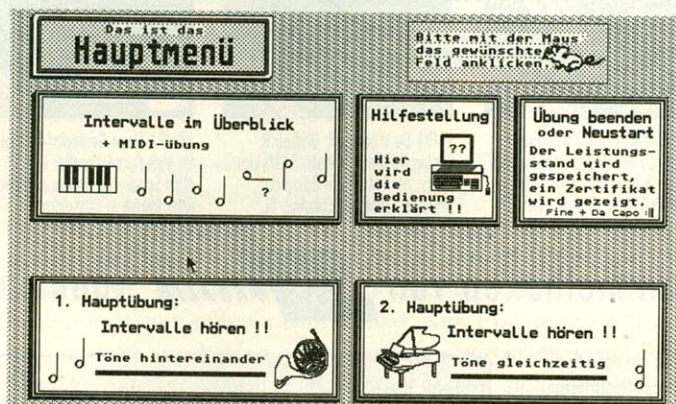 Das ist das
Hauptmenü
Bitte mit der Maus
das gewünschte
Feld anklicken.
Intervalle im Überblick
+ MIDI-übung
?
Hilfestellung
??
Hier
wird
die
Bedienung
erklärt !!
Übung beenden
oder Neustart
Der Leistungs-
stand wird
gespeichert,
ein Zertifikat
wird gezeigt.
Fine + Da Capo :||
1. Hauptübung:
Intervalle hören !!
Töne hintereinander
2. Hauptübung:
Intervalle hören !!
Töne gleichzeitig